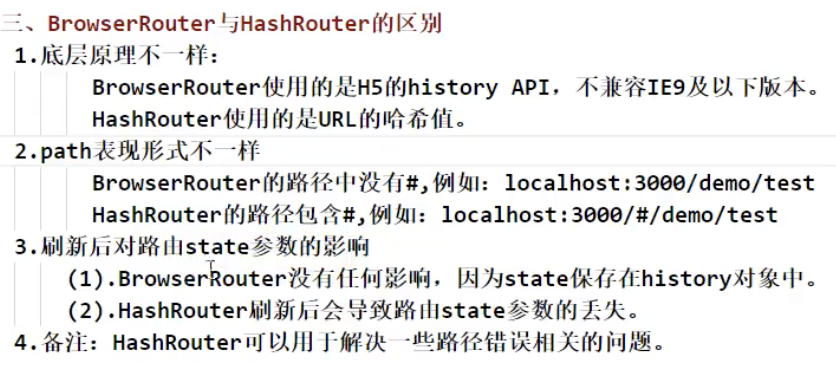 三、BrowserRouter与HashRouter的区别
1.底层原理不一样：
BrowserRouter使用的是H5的history API，不兼容IE9及以下版本。
HashRouter使用的是URL的哈希值。
2.path表现形式不一样
BrowserRouter的路径中没有#,例如：localhost:3000/demo/test
HashRouter的路径包含#,例如：localhost:3000/#/demo/test
3.刷新后对路由state参数的影响
(1).BrowserRouter没有任何影响，因为state保存在history对象中。
(2).HashRouter刷新后会导致路由state参数的丢失。
4.备注：HashRouter可以用于解决一些路径错误相关的问题。